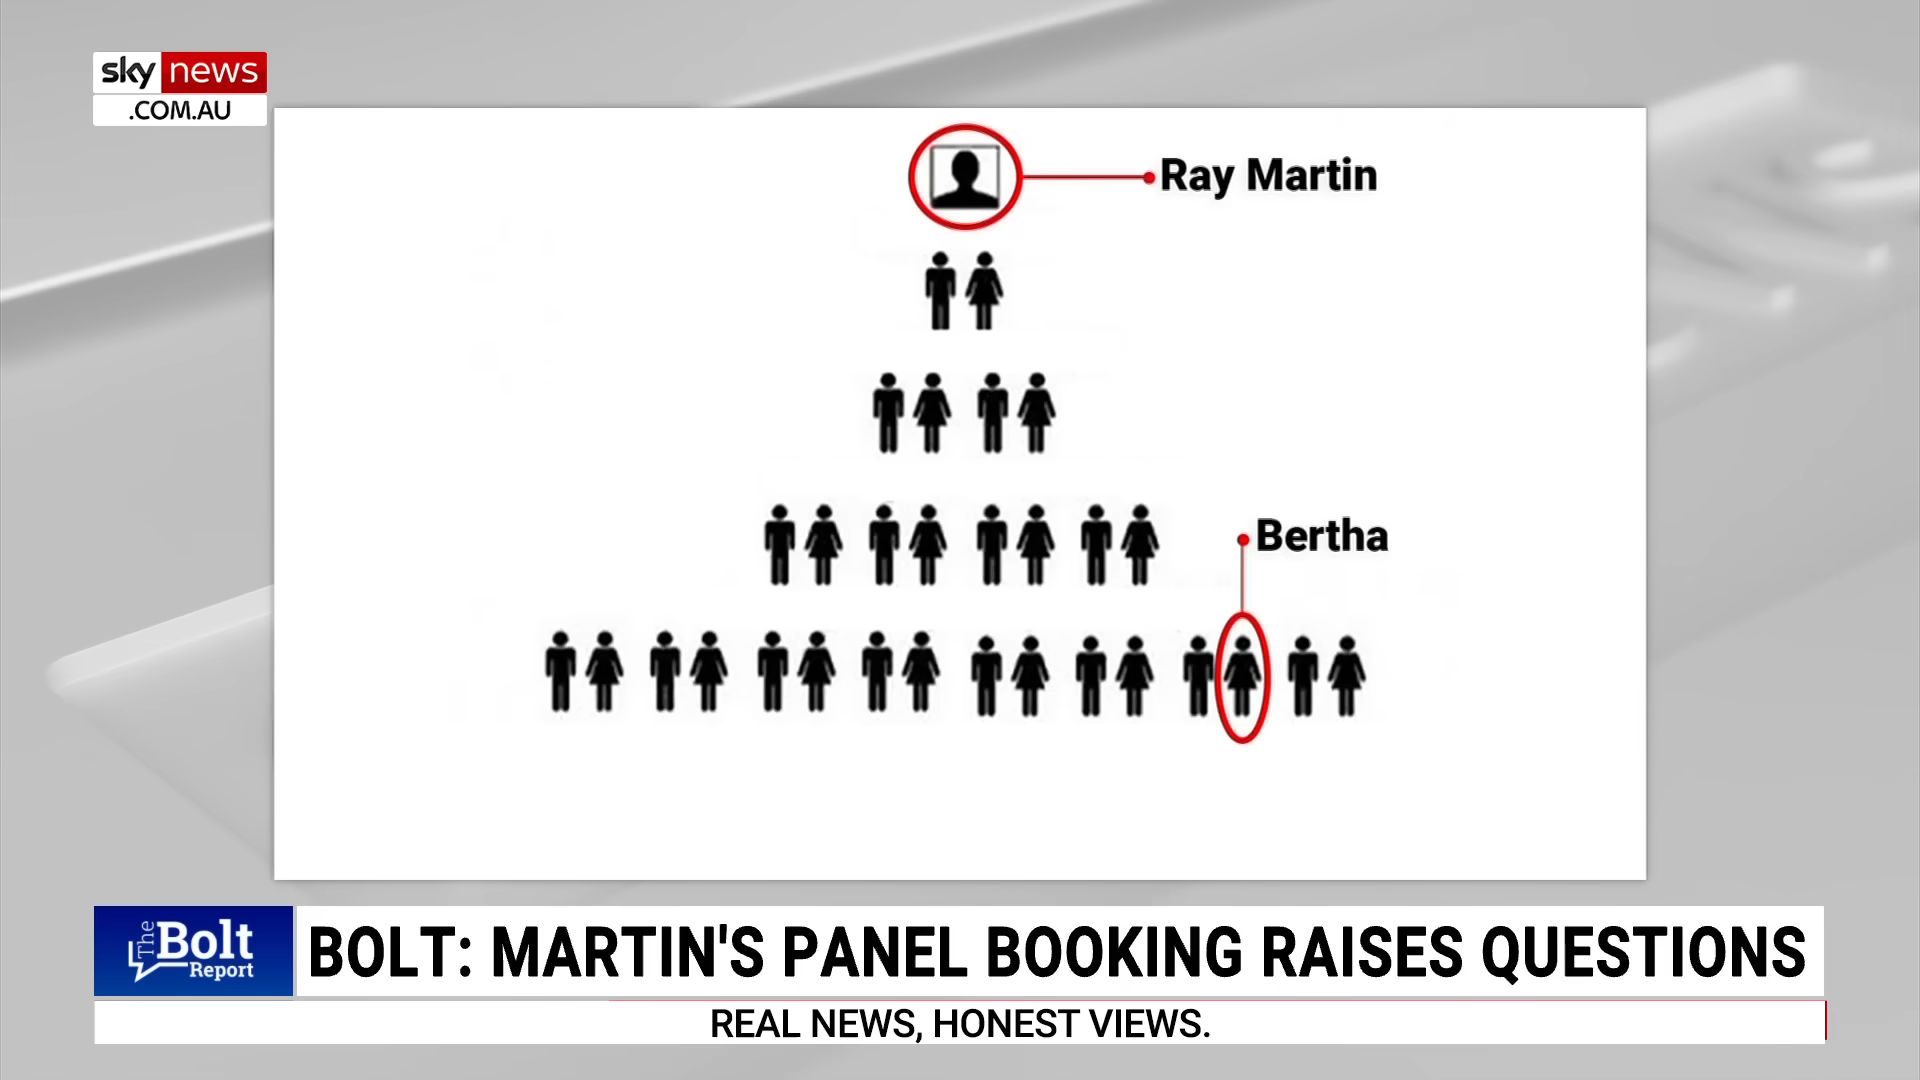 sky news
.COM.AU
Ray Martin
Bertha
The Bolt Report
BOLT: MARTIN'S PANEL BOOKING RAISES QUESTIONS
REAL NEWS, HONEST VIEWS.